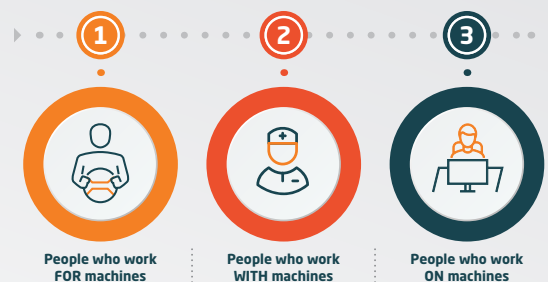 1
2
3
People who work
FOR machines
People who work
WITH machines
People who work
ON machines